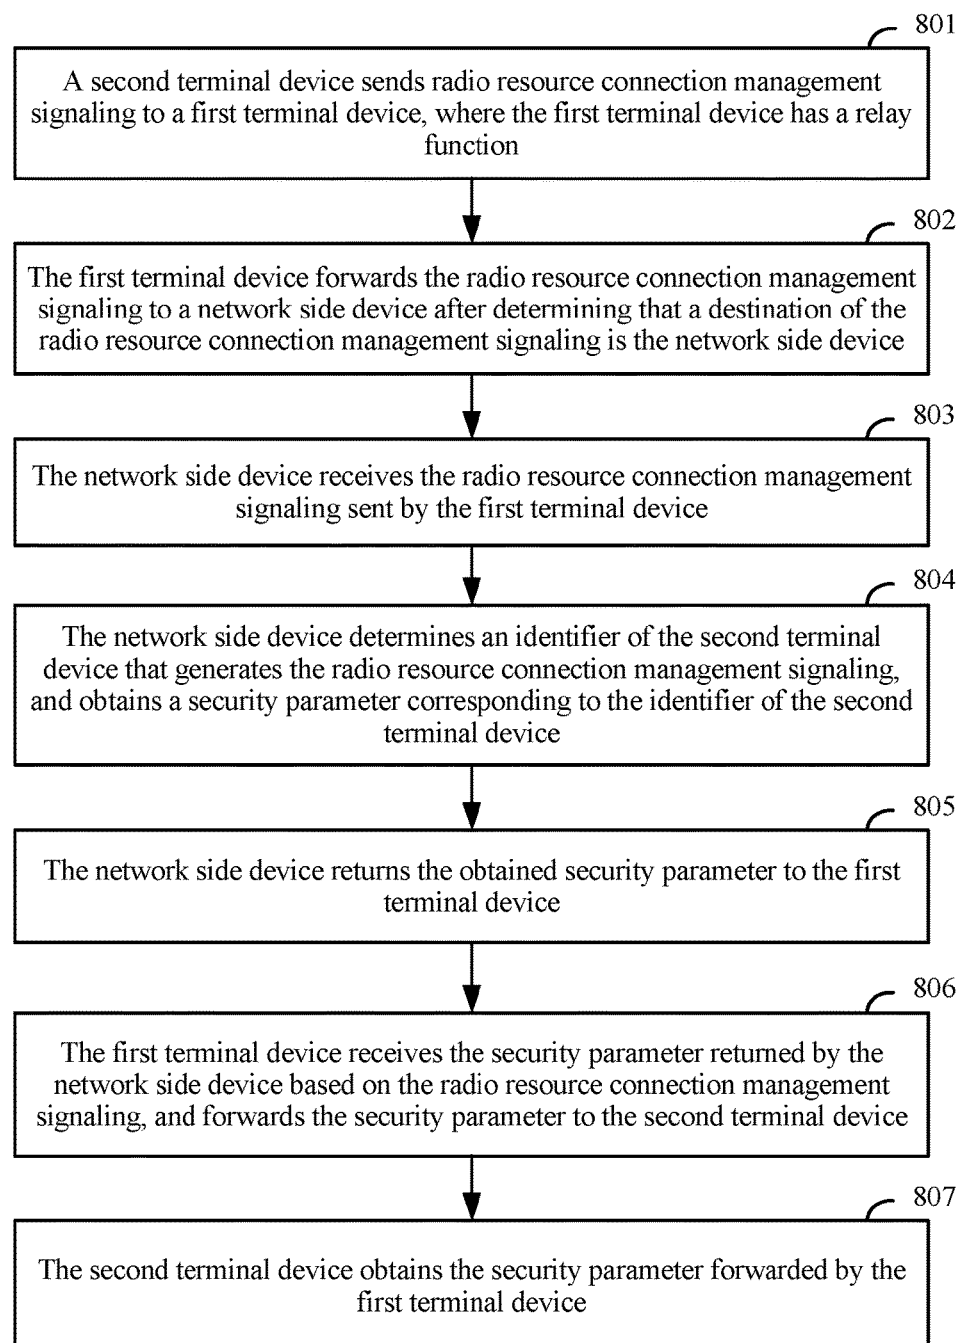 801
A second terminal device sends radio resource connection management
signaling to a first terminal device, where the first terminal device has a relay
function
802
The first terminal device forwards the radio resource connection management
signaling to a network side device after determining that a destination of the
radio resource connection management signaling is the network side device
803
The network side device receives the radio resource connection management
signaling sent by the first terminal device
804
The network side device determines an identifier of the second terminal
device that generates the radio resource connection management signaling,
and obtains a security parameter corresponding to the identifier of the second
terminal device
805
The network side device returns the obtained security parameter to the first
terminal device
806
The first terminal device receives the security parameter returned by the
network side device based on the radio resource connection management
signaling, and forwards the security parameter to the second terminal device
807
The second terminal device obtains the security parameter forwarded by the
first terminal device